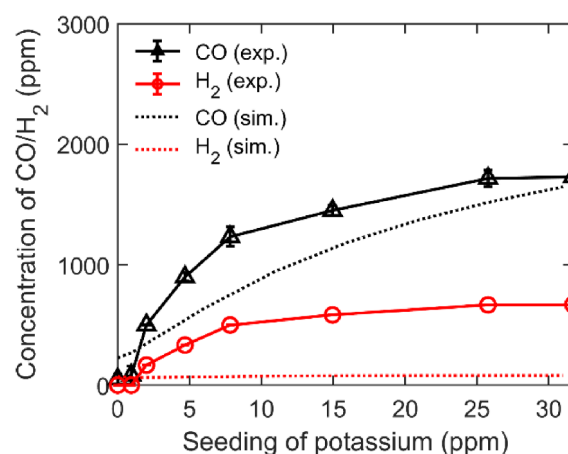 3000
2000
1000
0
Concentration of CO/H₂ (ppm)
CO (exp.)
H₂ (exp.)
CO (sim.)
H₂ (sim.)
0 5 10 15 20 25 30
Seeding of potassium (ppm)